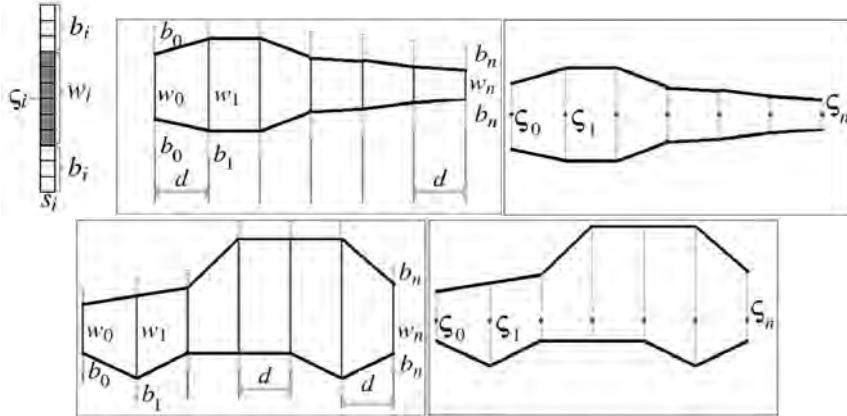 b_i
ς_i w_i
b_i
s_i
b_0 b_n
w_0 w_1 w_n
b_0 b_1 b_n
d d
ς_0 ς_1 ς_n
w_0 w_1 b_n
w_n
b_0 b_1 d d b_n
ς_0 ς_1 ς_n